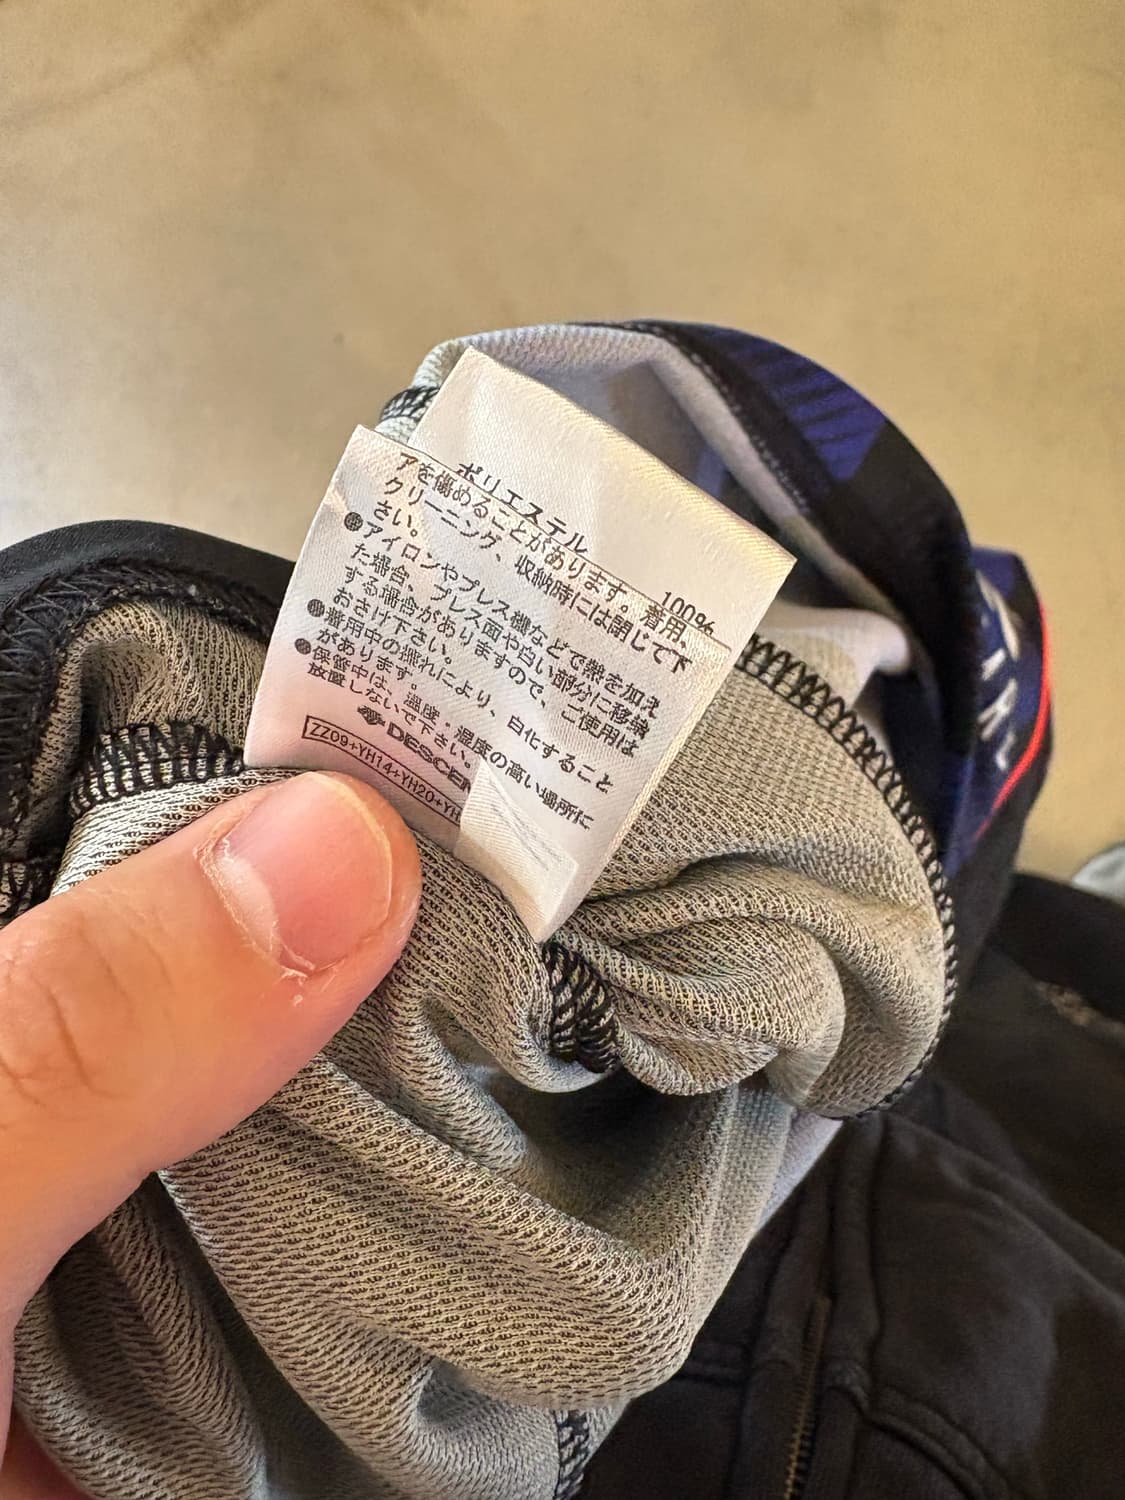 ポリエステル 100%
アを傷めることがあります。着用、
クリーニング、収納時には閉じて下
さい。
●アイロンやプレス機などで熱を加え
た場合、プレス面や白い部分に移染
する場合がありますので、ご使用は
おさけ下さい。
●着用中の擦れにより、白化すること
があります。
●保管中は、温度・湿度の高い場所に
放置しないで下さい。
DESCEN
ZZ09+YH14+YH20+YH